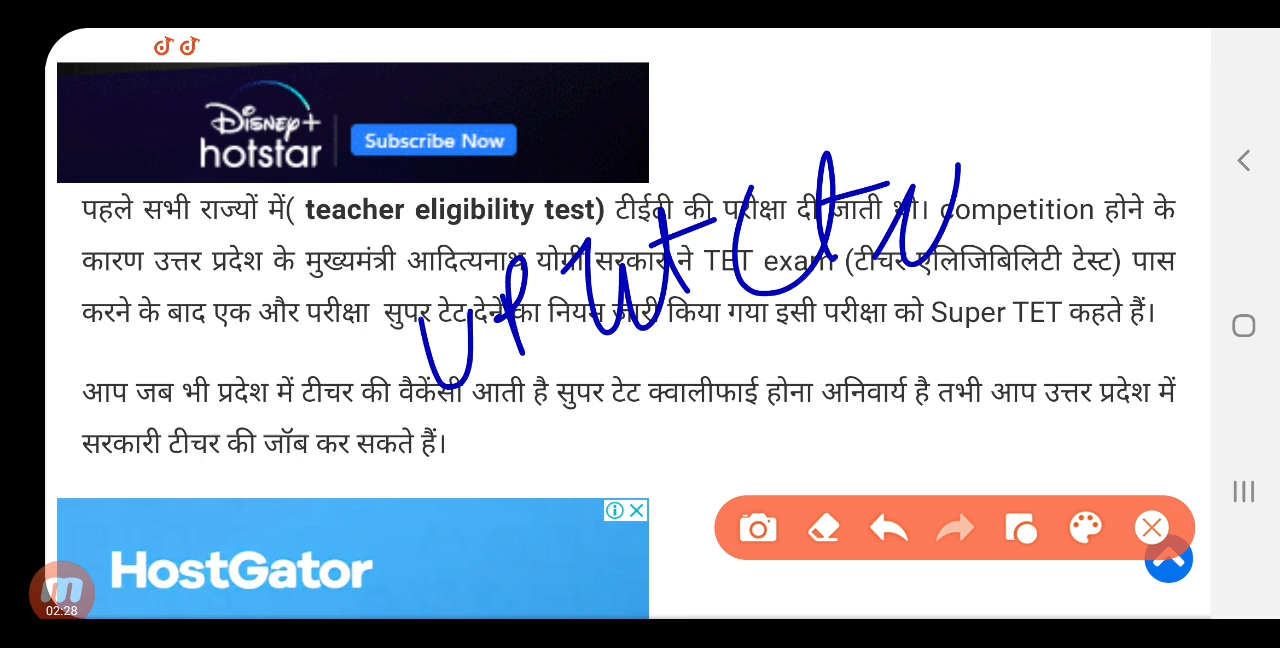 Disney+
hotstar
Subscribe Now
पहले सभी राज्यों में( teacher eligibility test) टीईटी की परीक्षा दी जाती थी। competition होने के
कारण उत्तर प्रदेश के मुख्यमंत्री आदित्यनाथ योगी सरकार ने TET exam (टीचर एलिजिबिलिटी टेस्ट) पास
करने के बाद एक और परीक्षा सुपर टेट देने का नियम जारी किया गया इसी परीक्षा को Super TET कहते हैं।
आप जब भी प्रदेश में टीचर की वैकेंसी आती है सुपर टेट क्वालीफाई होना अनिवार्य है तभी आप उत्तर प्रदेश में
सरकारी टीचर की जॉब कर सकते हैं।
HostGator
02:28